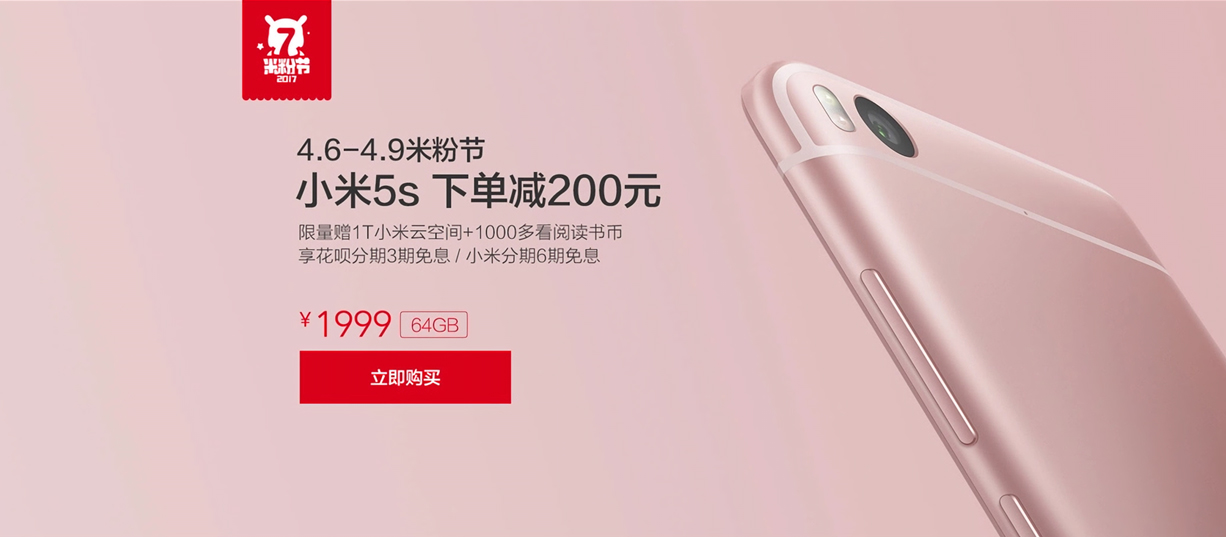 7
米粉节
2017
4.6-4.9米粉节
小米5s 下单减200元
限量赠1T小米云空间+1000多看阅读书币
享花呗分期3期免息 / 小米分期6期免息
¥1999 64GB
立即购买